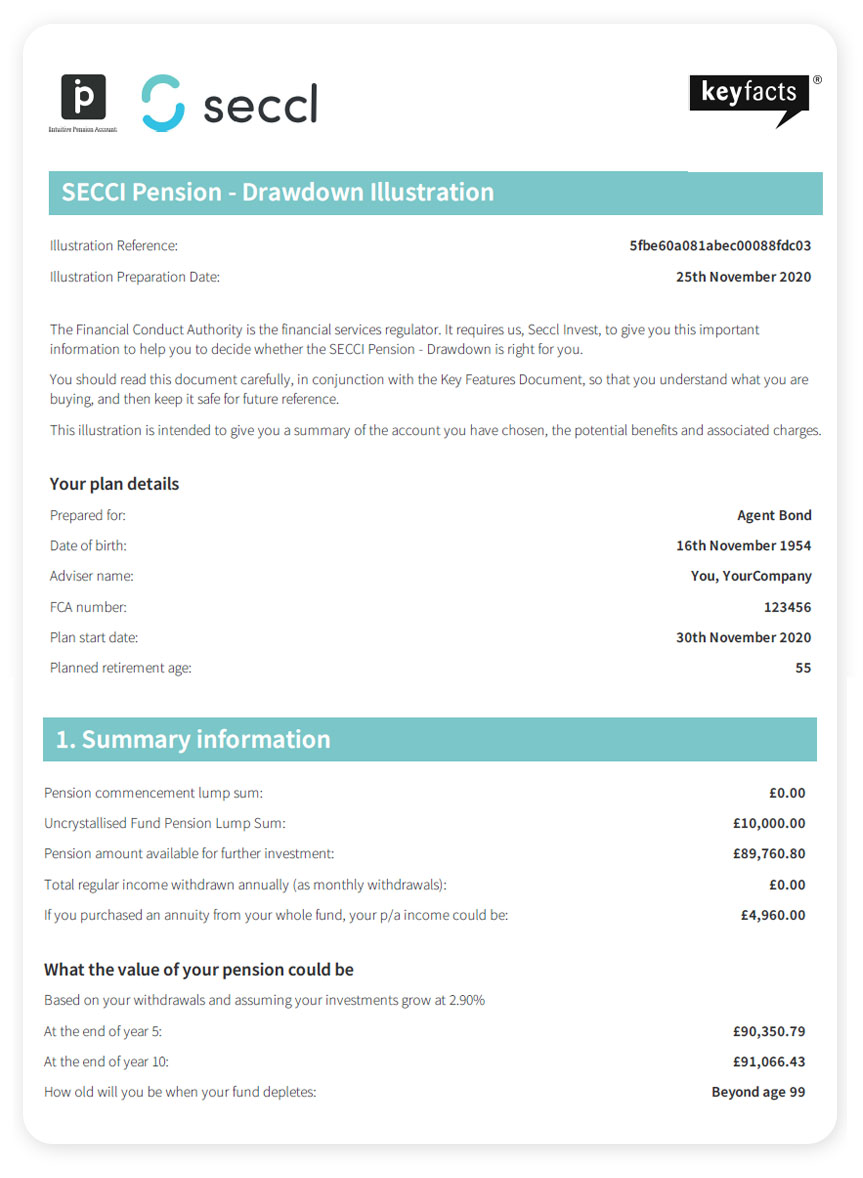 ip
Intuitive Pension Account
seccl
keyfacts®
SECCI Pension - Drawdown Illustration
Illustration Reference: 5fbe60a081abec00088fdc03
Illustration Preparation Date: 25th November 2020
The Financial Conduct Authority is the financial services regulator. It requires us, Seccl Invest, to give you this important
information to help you to decide whether the SECCI Pension - Drawdown is right for you.
You should read this document carefully, in conjunction with the Key Features Document, so that you understand what you are
buying, and then keep it safe for future reference.
This illustration is intended to give you a summary of the account you have chosen, the potential benefits and associated charges.
Your plan details
Prepared for: Agent Bond
Date of birth: 16th November 1954
Adviser name: You, YourCompany
FCA number: 123456
Plan start date: 30th November 2020
Planned retirement age: 55
1. Summary information
Pension commencement lump sum: £0.00
Uncrystallised Fund Pension Lump Sum: £10,000.00
Pension amount available for further investment: £89,760.80
Total regular income withdrawn annually (as monthly withdrawals): £0.00
If you purchased an annuity from your whole fund, your p/a income could be: £4,960.00
What the value of your pension could be
Based on your withdrawals and assuming your investments grow at 2.90%
At the end of year 5: £90,350.79
At the end of year 10: £91,066.43
How old will you be when your fund depletes: Beyond age 99